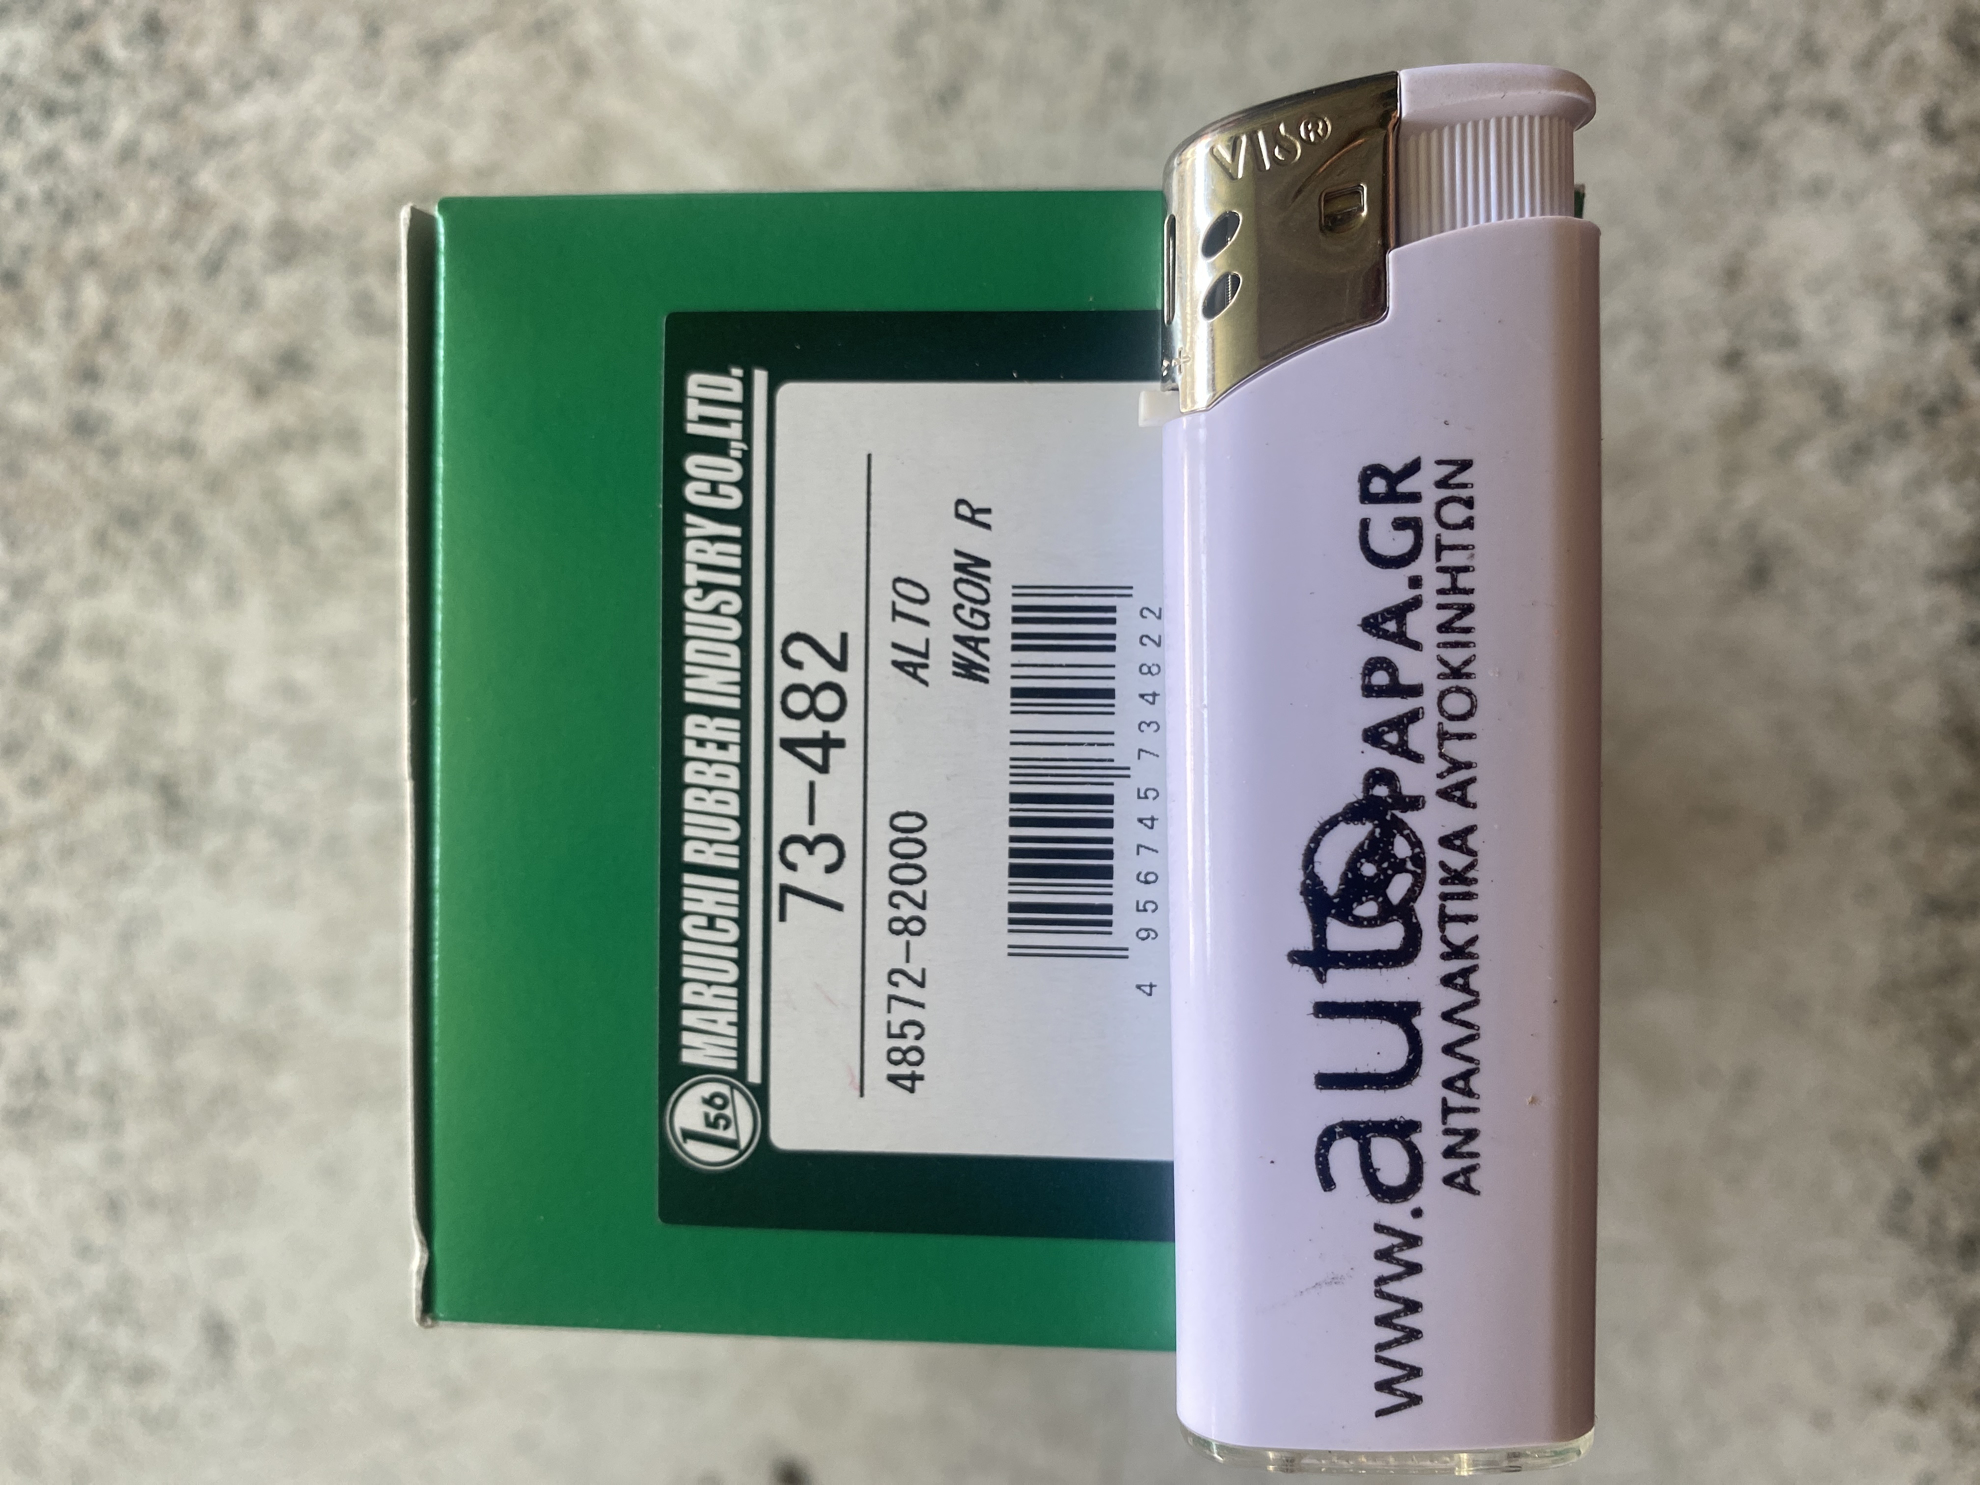 156 MARUICHI RUBBER INDUSTRY CO.,LTD.
73-482
48572-82000 ALTO
WAGON R
4 956745 734822
VIS®
www.autoPAPA.GR
ΑΝΤΑΛΛΑΚΤΙΚΑ ΑΥΤΟΚΙΝΗΤΩΝ